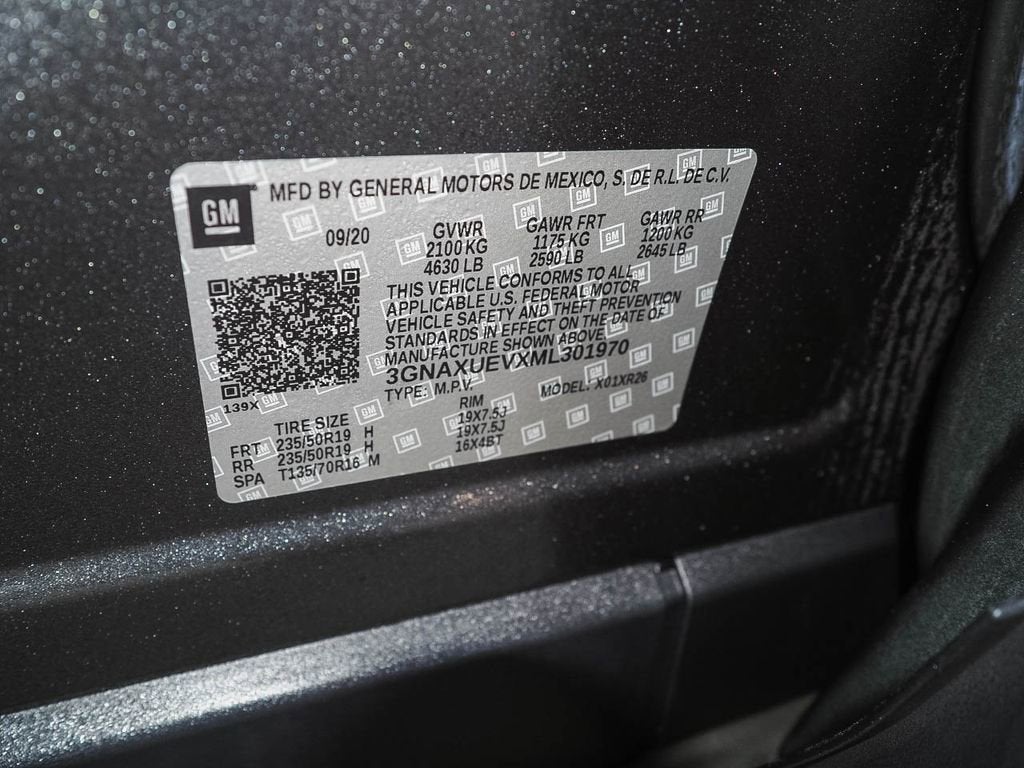 GM MFD BY GENERAL MOTORS DE MEXICO, S. DE R.L. DE C.V.
09/20
GVWR GAWR FRT GAWR RR
2100 KG 1175 KG 1200 KG
4630 LB 2590 LB 2645 LB
THIS VEHICLE CONFORMS TO ALL
APPLICABLE U.S. FEDERAL MOTOR
VEHICLE SAFETY AND THEFT PREVENTION
STANDARDS IN EFFECT ON THE DATE OF
MANUFACTURE SHOWN ABOVE.
3GNAXUEVXML301970
TYPE: M.P.V. MODEL: X01XR26
139X
TIRE SIZE RIM
FRT 235/50R19 H 19X7.5J
RR 235/50R19 H 19X7.5J
SPA T135/70R16 M 16X4BT